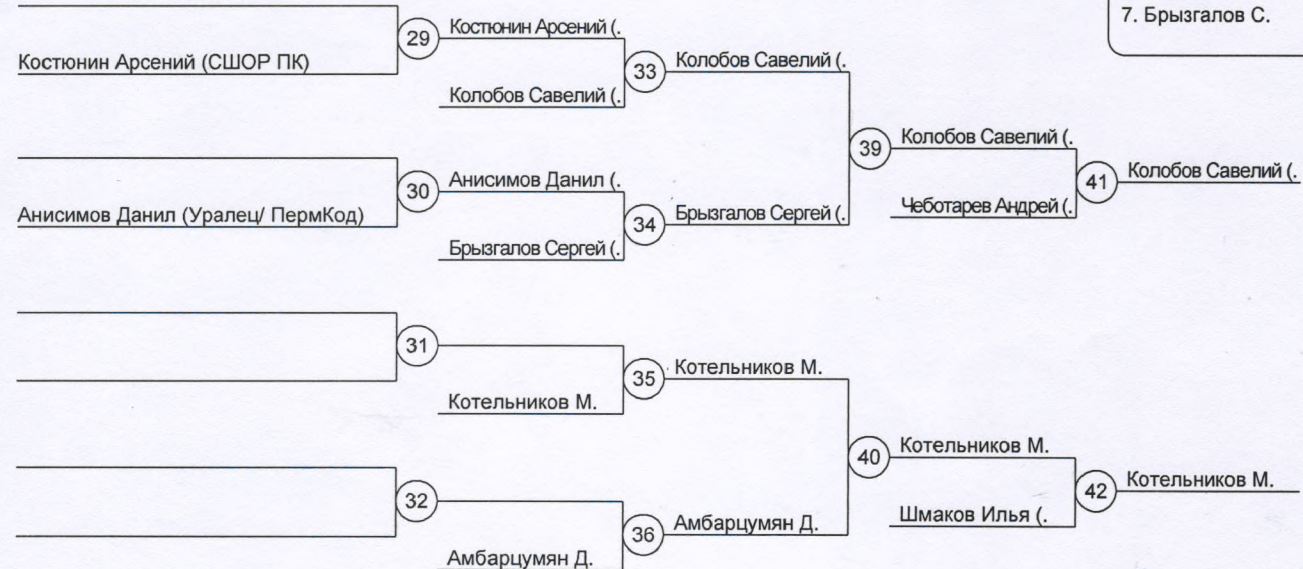 7. Брызгалов С.
29
Костюнин Арсений (.
Костюнин Арсений (СШОР ПК)
33
Колобов Савелий (.
Колобов Савелий (.
39
Колобов Савелий (.
30
Анисимов Данил (.
41
Колобов Савелий (.
Анисимов Данил (Уралец/ ПермКод)
34
Брызгалов Сергей (.
Чеботарев Андрей (.
Брызгалов Сергей (.
31
35
Котельников М.
Котельников М.
40
Котельников М.
32
42
Котельников М.
36
Амбарцумян Д.
Шмаков Илья (.
Амбарцумян Д.